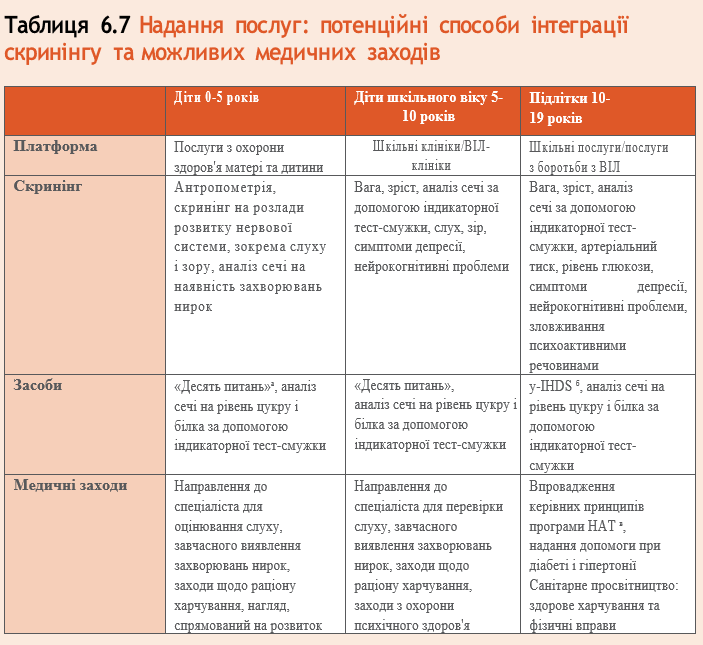 Таблиця 6.7 Надання послуг: потенційні способи інтеграції
скринінгу та можливих медичних заходів
Діти 0-5 років
Діти шкільного віку 5-
10 років
Підлітки 10-
19 років
Платформа
Послуги з охорони
здоров'я матері та дитини
Шкільні клініки/ВІЛ-
клініки
Шкільні послуги/послуги
з боротьби з ВІЛ
Скринінг
Антропометрія,
скринінг на розлади
розвитку нервової
системи, зокрема слуху
і зору, аналіз сечі на
наявність захворювань
нирок
Вага, зріст, аналіз сечі за
допомогою індикаторної
тест-смужки, слух, зір,
симптоми депресії,
нейрокогнітивні проблеми
Вага, зріст, аналіз
сечі за допомогою
індикаторної тест-
смужки, артеріальний
тиск, рівень глюкози,
симптоми депресії,
нейрокогнітивні проблеми,
зловживання
психоактивними
речовинами
Засоби
«Десять питань»ᵃ, аналіз
сечі на рівень цукру і
білка за допомогою
індикаторної тест-смужки
«Десять питань»,
аналіз сечі на рівень цукру і
білка за допомогою
індикаторної тест-смужки
y-IHDS ᵇ, аналіз сечі на
рівень цукру і білка за
допомогою
індикаторної тест-
смужки
Медичні заходи
Направлення до
спеціаліста для
оцінювання слуху,
завчасного виявлення
захворювань нирок,
заходи щодо раціону
харчування, нагляд,
спрямований на розвиток
Направлення до
спеціаліста для перевірки
слуху, завчасного
виявлення захворювань
нирок, заходи щодо
раціону харчування,
заходи з охорони
психічного здоров'я
Впровадження
керівних принципів
програми HAT ᵌ,
надання допомоги при
діабеті і гіпертонії
Санітарне просвітництво:
здорове харчування та
фізичні вправи